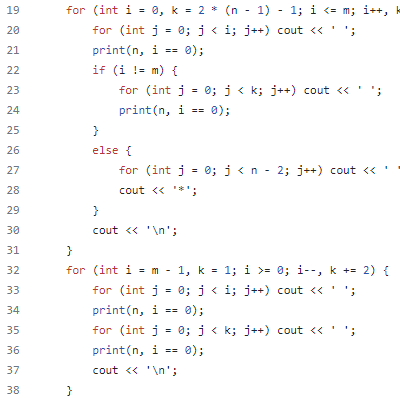 19 for (int i = 0, k = 2 * (n - 1) - 1; i <= m; i++, k
20 for (int j = 0; j < i; j++) cout << ' ';
21 print(n, i == 0);
22 if (i != m) {
23 for (int j = 0; j < k; j++) cout << ' ';
24 print(n, i == 0);
25 }
26 else {
27 for (int j = 0; j < n - 2; j++) cout << ' '
28 cout << '*';
29 }
30 cout << '\n';
31 }
32 for (int i = m - 1, k = 1; i >= 0; i--, k += 2) {
33 for (int j = 0; j < i; j++) cout << ' ';
34 print(n, i == 0);
35 for (int j = 0; j < k; j++) cout << ' ';
36 print(n, i == 0);
37 cout << '\n';
38 }